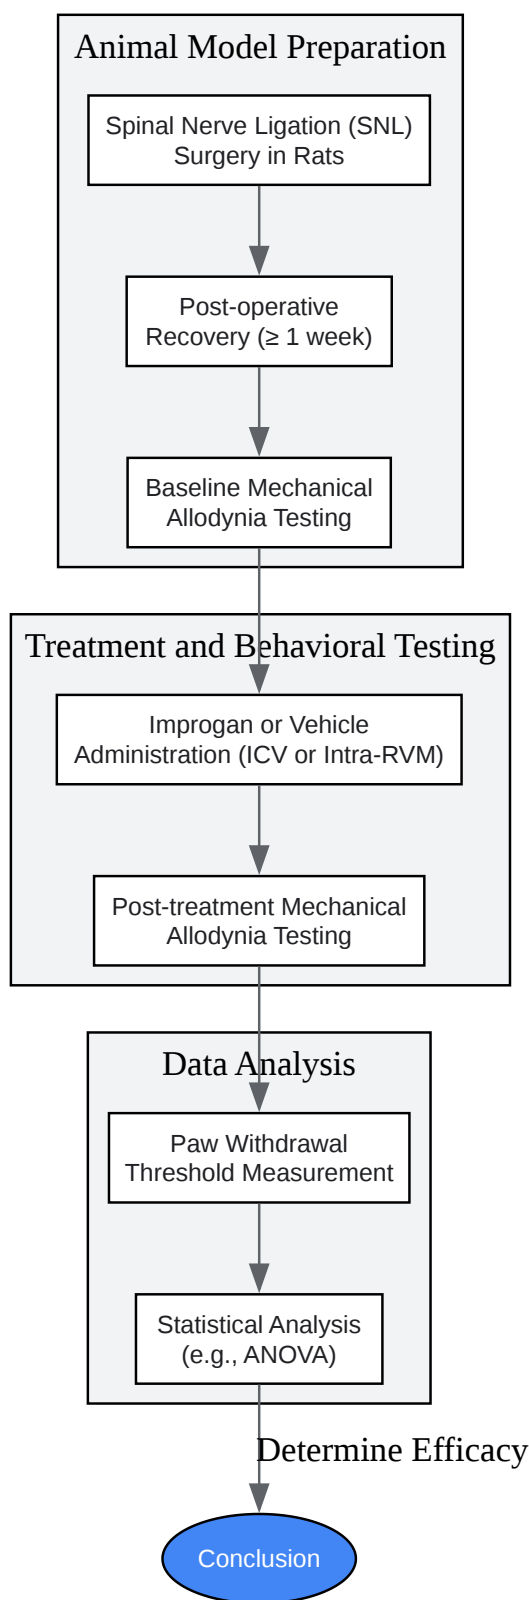 Animal Model Preparation
Spinal Nerve Ligation (SNL)
Surgery in Rats
Post-operative
Recovery (≥ 1 week)
Baseline Mechanical
Allodynia Testing
Treatment and Behavioral Testing
Improgan or Vehicle
Administration (ICV or Intra-RVM)
Post-treatment Mechanical
Allodynia Testing
Data Analysis
Paw Withdrawal
Threshold Measurement
Statistical Analysis
(e.g., ANOVA)
Determine Efficacy
Conclusion